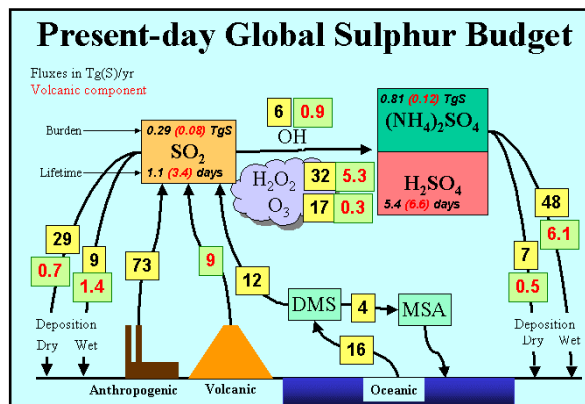 Present-day Global Sulphur Budget
Fluxes in Tg(S)/yr
Volcanic component
Burden
0.29 (0.08) TgS
SO2
Lifetime
1.1 (3.4) days
6 0.9
OH
H2O2 32 5.3
O3 17 0.3
0.81 (0.12) TgS
(NH4)2SO4
H2SO4
5.4 (6.6) days
29
0.7
9
1.4
73
9
12
DMS 4 MSA
16
48
6.1
7
0.5
Deposition
Dry Wet
Deposition
Dry Wet
Anthropogenic Volcanic Oceanic